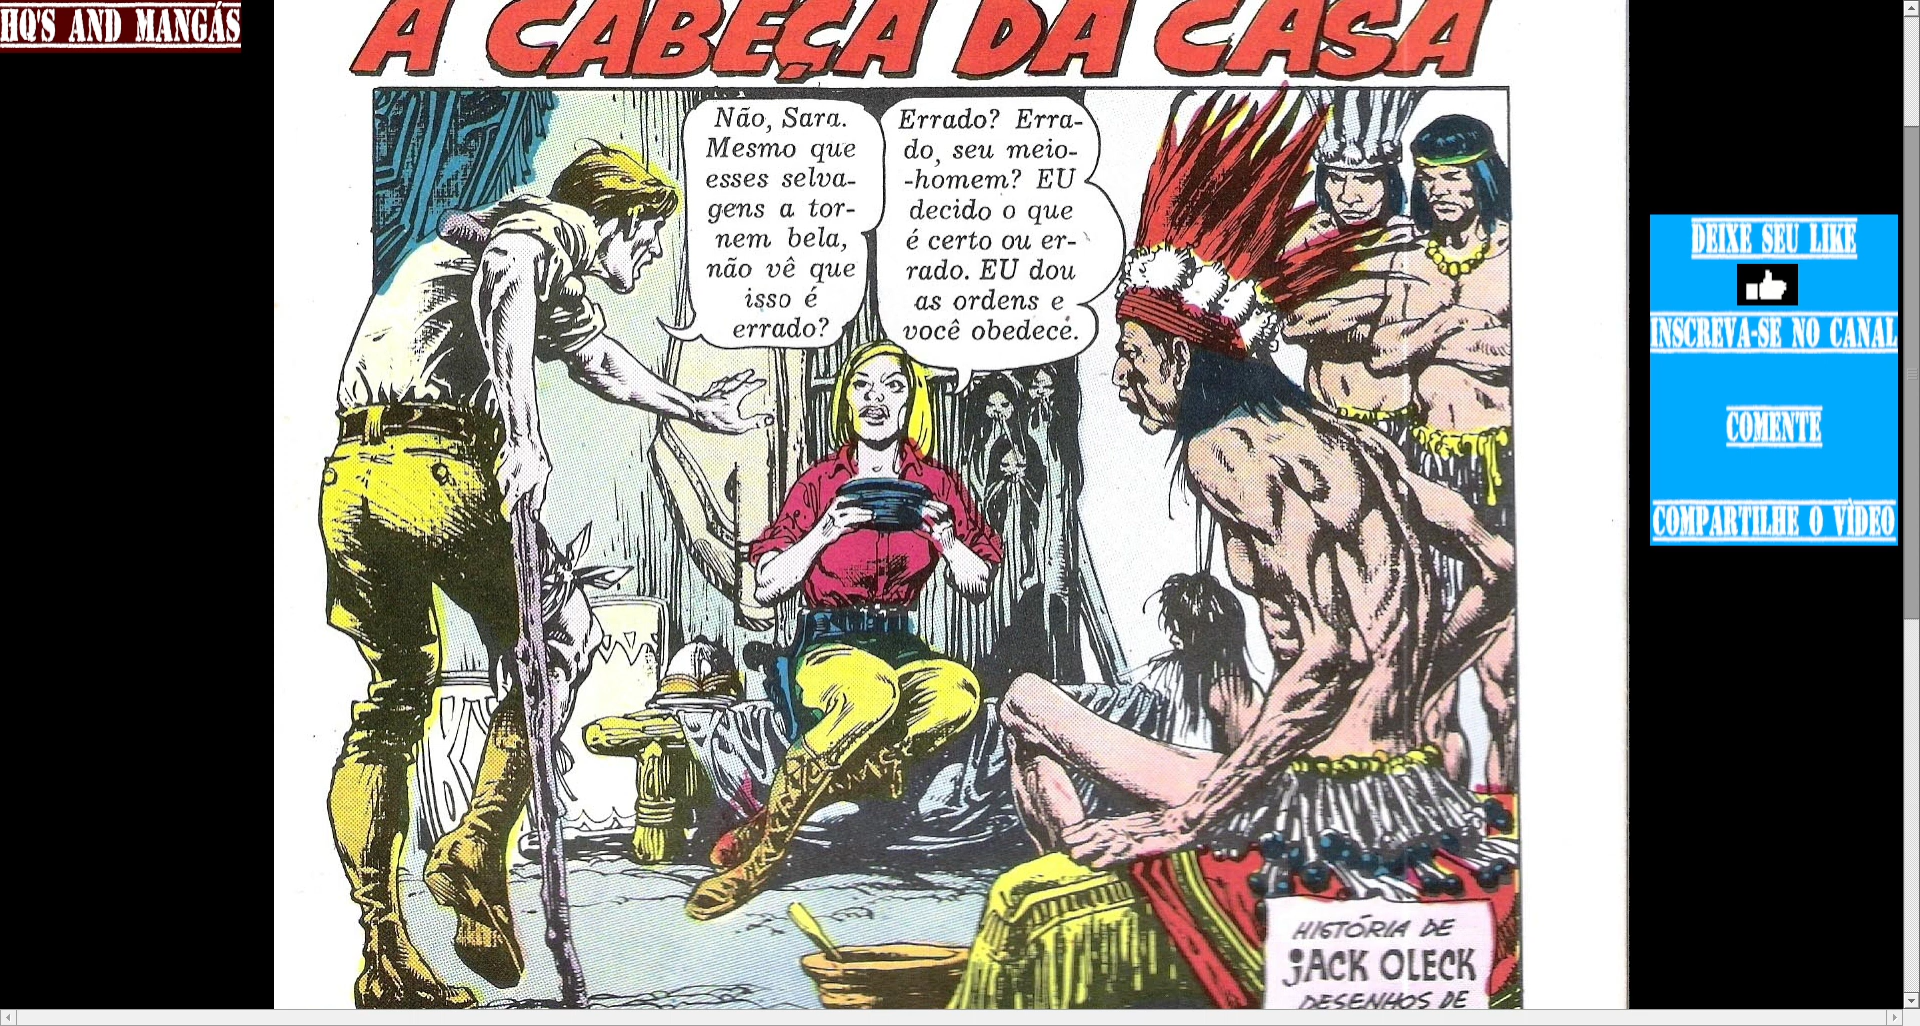 HQ'S AND MANGÁS
A CABEÇA DA CASA
Não, Sara.
Mesmo que
esses selva-
gens a tor-
nem bela,
não vê que
isso é
errado?
Errado? Erra-
do, seu meio-
-homem? EU
decido o que
é certo ou er-
rado. EU dou
as ordens e
você obedece.
HISTÓRIA DE
JACK OLECK
DESENHOS DE
DEIXE SEU LIKE
INSCREVA-SE NO CANAL
COMENTE
COMPARTILHE O VÌDEO